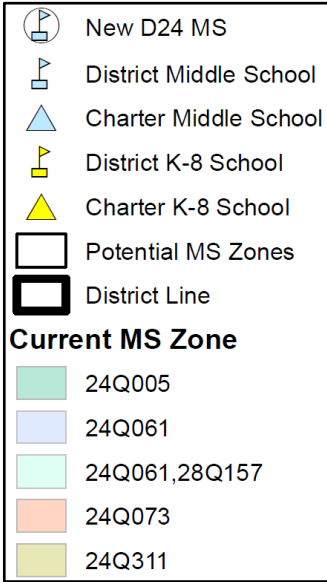 New D24 MS
District Middle School
Charter Middle School
District K-8 School
Charter K-8 School
Potential MS Zones
District Line
Current MS Zone
24Q005
24Q061
24Q061,28Q157
24Q073
24Q311